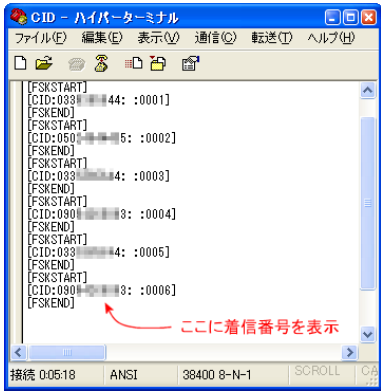 CID - ハイパーターミナル
ファイル(F) 編集(E) 表示(V) 通信(C) 転送(T) ヘルプ(H)
[FSKSTART]
[CID:033 44: :0001]
[FSKEND]
[FSKSTART]
[CID:050 5: :0002]
[FSKEND]
[FSKSTART]
[CID:033 4: :0003]
[FSKEND]
[FSKSTART]
[CID:090 3: :0004]
[FSKEND]
[FSKSTART]
[CID:033 4: :0005]
[FSKEND]
[FSKSTART]
[CID:090 3: :0006]
[FSKEND]
ここに着信番号を表示
接続 0:05:18 ANSI 38400 8-N-1 SCROLL